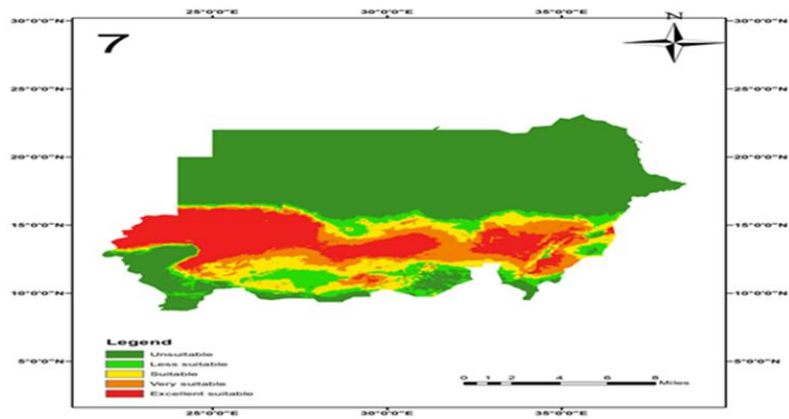 25°0'0"E 30°0'0"E 35°0'0"E
30°0'0"N 30°0'0"N
7
N
25°0'0"N 25°0'0"N
20°0'0"N 20°0'0"N
15°0'0"N 15°0'0"N
10°0'0"N 10°0'0"N
Legend
Unsuitable
5°0'0"N 5°0'0"N
Less suitable
Suitable
Very suitable
0 1 2 4 6 8 Miles
Excellent suitable
25°0'0"E 30°0'0"E 35°0'0"E